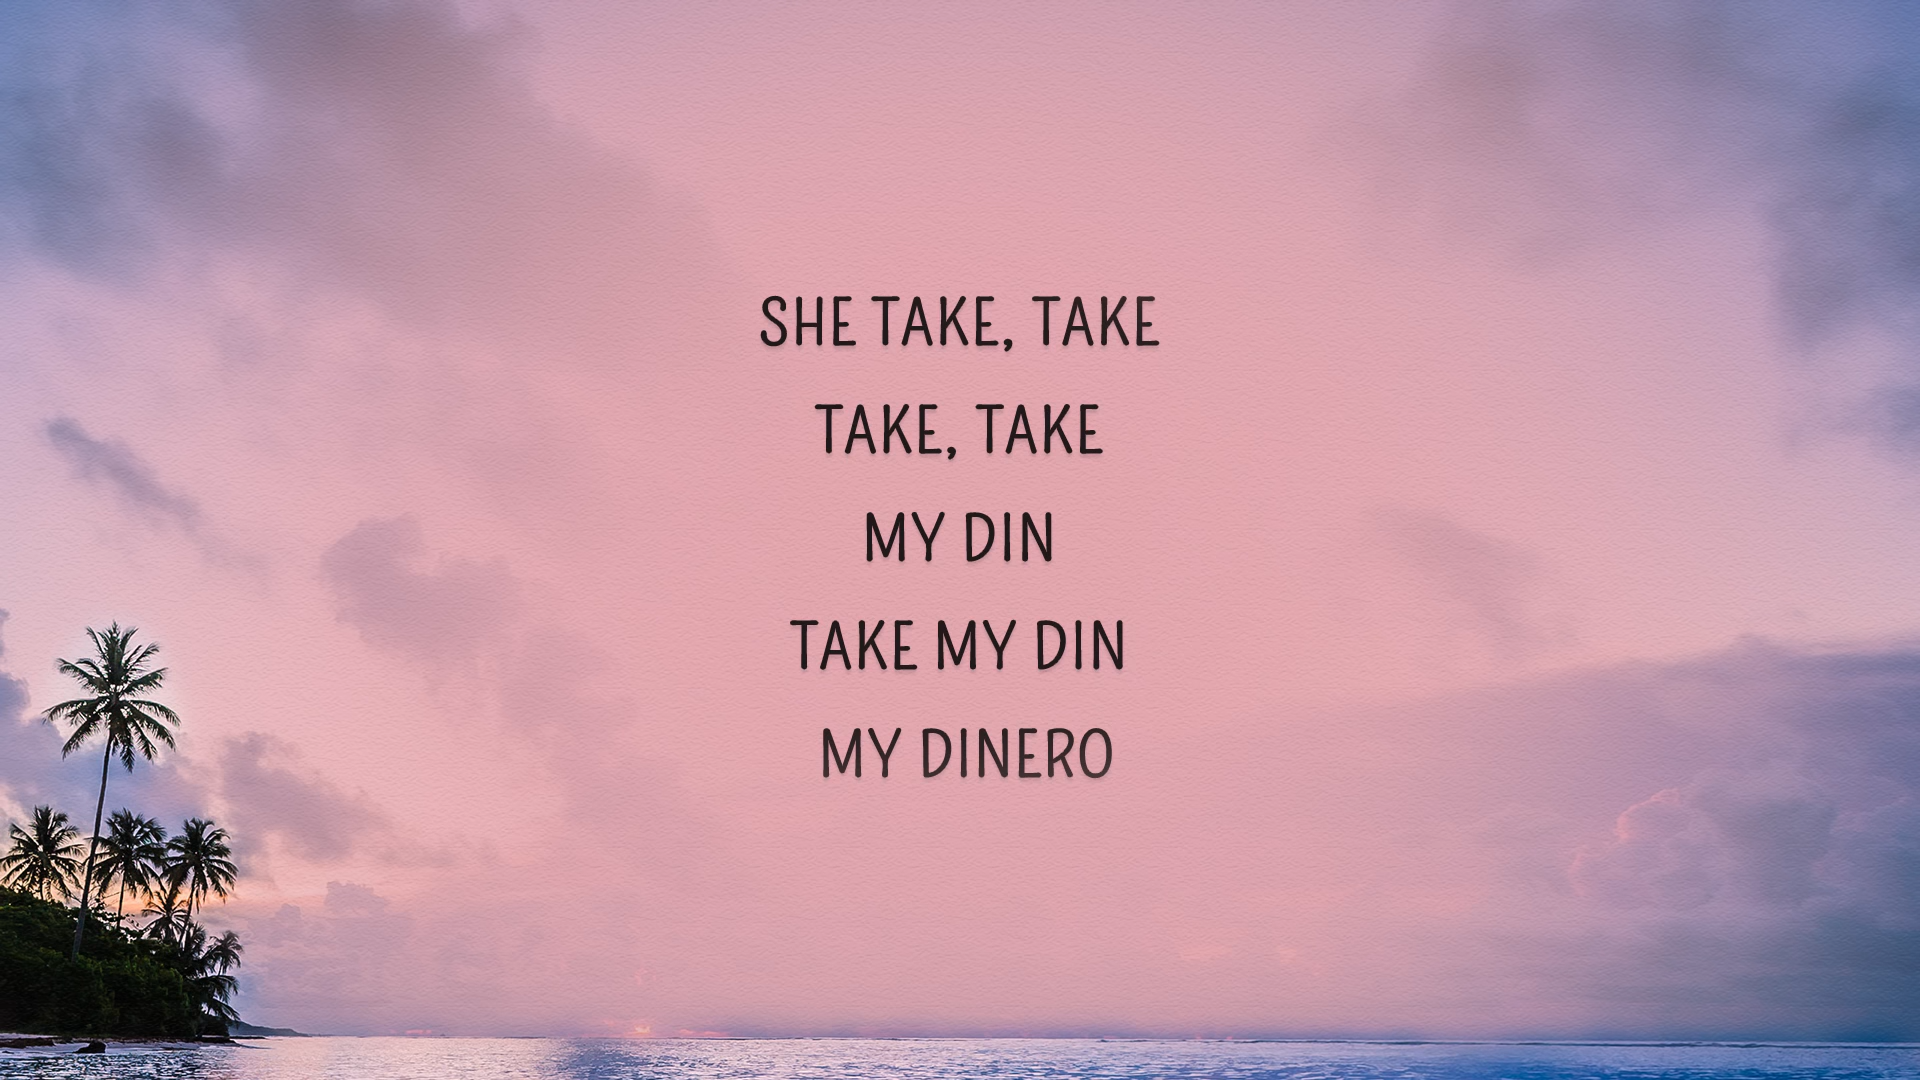 SHE TAKE, TAKE
TAKE, TAKE
MY DIN
TAKE MY DIN
MY DINERO